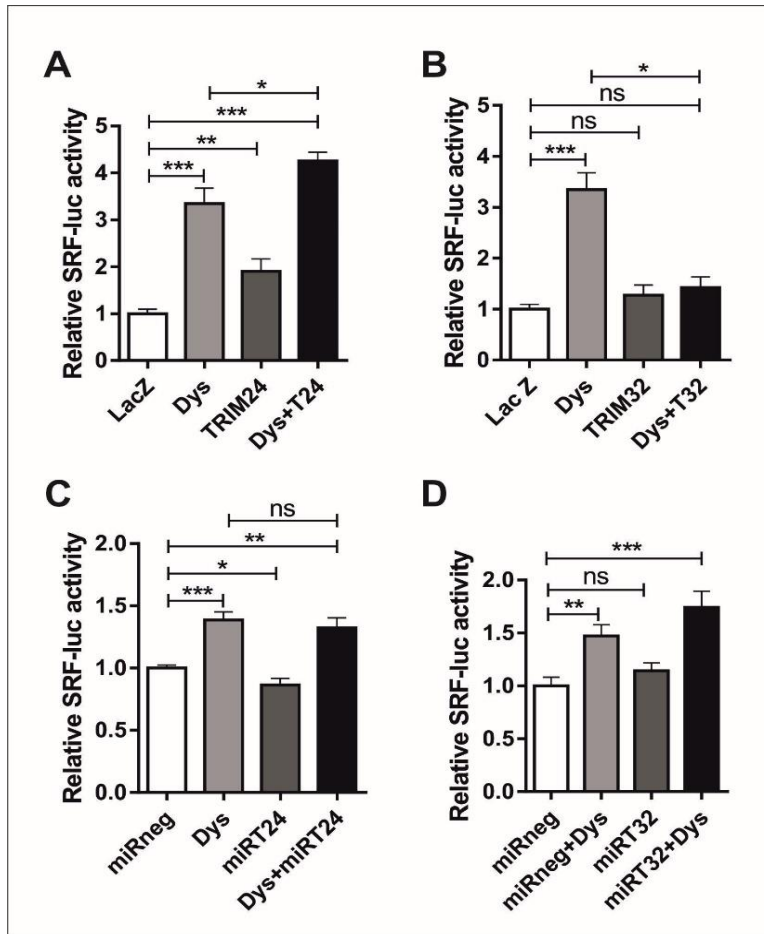 A
*
***
**
***
Relative SRF-luc activity
5
4
3
2
1
0
LacZ
Dys
TRIM24
Dys+T24
B
*
ns
ns
***
Relative SRF-luc activity
5
4
3
2
1
0
Lac Z
Dys
TRIM32
Dys+T32
C
ns
**
*
***
Relative SRF-luc activity
2.0
1.5
1.0
0.5
0.0
miRneg
Dys
miRT24
Dys+miRT24
D
***
ns
**
Relative SRF-luc activity
2.0
1.5
1.0
0.5
0.0
miRneg
miRneg+Dys
miRT32
miRT32+Dys